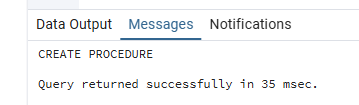 Data Output Messages Notifications
CREATE PROCEDURE
Query returned successfully in 35 msec.